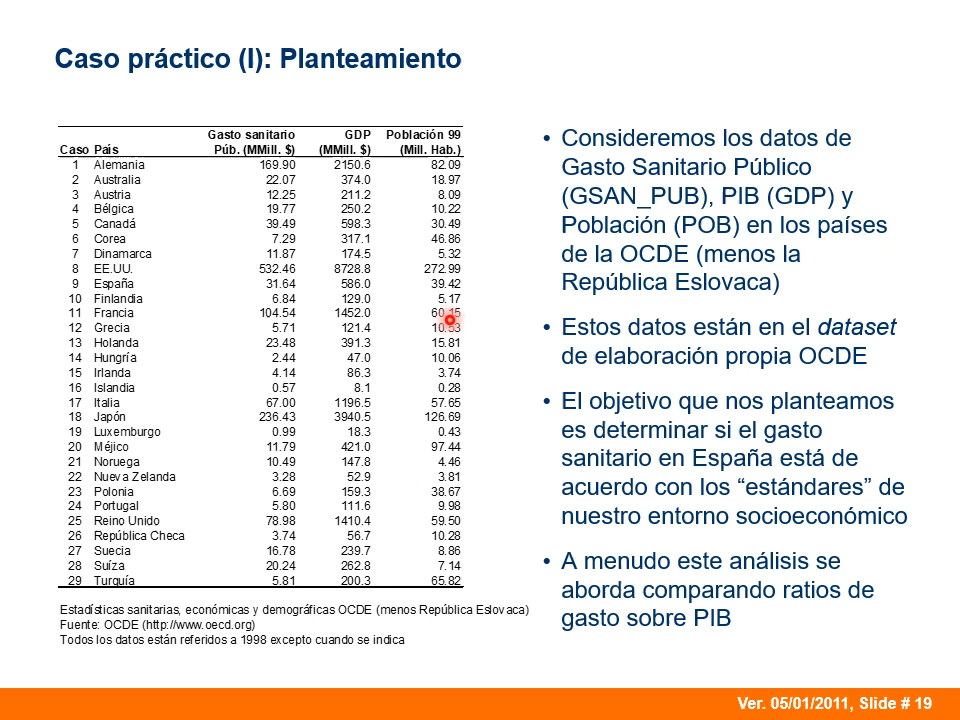 Caso práctico (I): Planteamiento
Gasto sanitario GDP Población 99
Caso País Púb. (MMill. $) (MMill. $) (Mill. Hab.)
1 Alemania 169.90 2150.6 82.09
2 Australia 22.07 374.0 18.97
3 Austria 12.25 211.2 8.09
4 Bélgica 19.77 250.2 10.22
5 Canadá 39.49 598.3 30.49
6 Corea 7.29 317.1 46.86
7 Dinamarca 11.87 174.5 5.32
8 EE.UU. 532.46 8728.8 272.99
9 España 31.64 586.0 39.42
10 Finlandia 6.84 129.0 5.17
11 Francia 104.54 1452.0 60.15
12 Grecia 5.71 121.4 10.53
13 Holanda 23.48 391.3 15.81
14 Hungría 2.44 47.0 10.06
15 Irlanda 4.14 86.3 3.74
16 Islandia 0.57 8.1 0.28
17 Italia 67.00 1196.5 57.65
18 Japón 236.43 3940.5 126.69
19 Luxemburgo 0.99 18.3 0.43
20 Méjico 11.79 421.0 97.44
21 Noruega 10.49 147.8 4.46
22 Nueva Zelanda 3.28 52.9 3.81
23 Polonia 6.69 159.3 38.67
24 Portugal 5.80 111.6 9.98
25 Reino Unido 78.98 1410.4 59.50
26 República Checa 3.74 56.7 10.28
27 Suecia 16.78 239.7 8.86
28 Suíza 20.24 262.8 7.14
29 Turquía 5.81 200.3 65.82
Estadísticas sanitarias, económicas y demográficas OCDE (menos República Eslovaca)
Fuente: OCDE (http://www.oecd.org)
Todos los datos están referidos a 1998 excepto cuando se indica
• Consideremos los datos de
Gasto Sanitario Público
(GSAN_PUB), PIB (GDP) y
Población (POB) en los países
de la OCDE (menos la
República Eslovaca)
• Estos datos están en el dataset
de elaboración propia OCDE
• El objetivo que nos planteamos
es determinar si el gasto
sanitario en España está de
acuerdo con los “estándares” de
nuestro entorno socioeconómico
• A menudo este análisis se
aborda comparando ratios de
gasto sobre PIB
Ver. 05/01/2011, Slide # 19